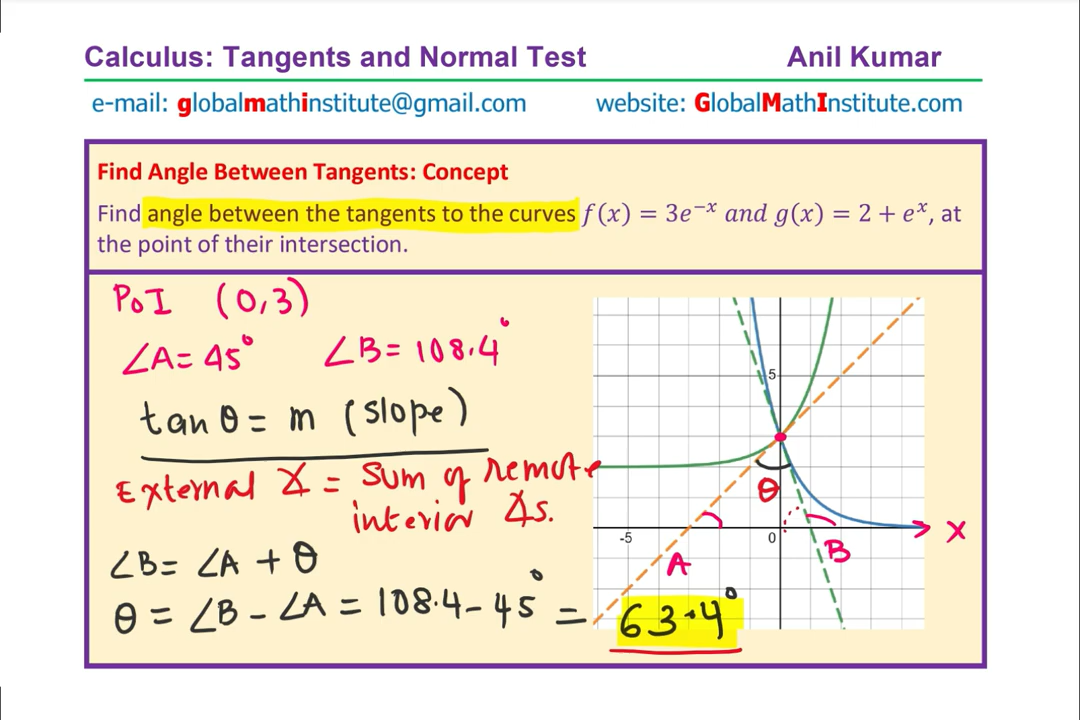 Calculus: Tangents and Normal Test Anil Kumar
e-mail: globalmathinstitute@gmail.com website: GlobalMathInstitute.com
Find Angle Between Tangents: Concept
Find angle between the tangents to the curves f(x) = 3e⁻ˣ and g(x) = 2 + eˣ, at
the point of their intersection.
PoI (0,3)
∠A = 45° ∠B = 108.4°
tan θ = m (slope)
External ∡ = sum of remote
interior ∡s.
∠B = ∠A + θ
θ = ∠B - ∠A = 108.4 - 45° = 63.4°
5
θ
-5 0 X
A B